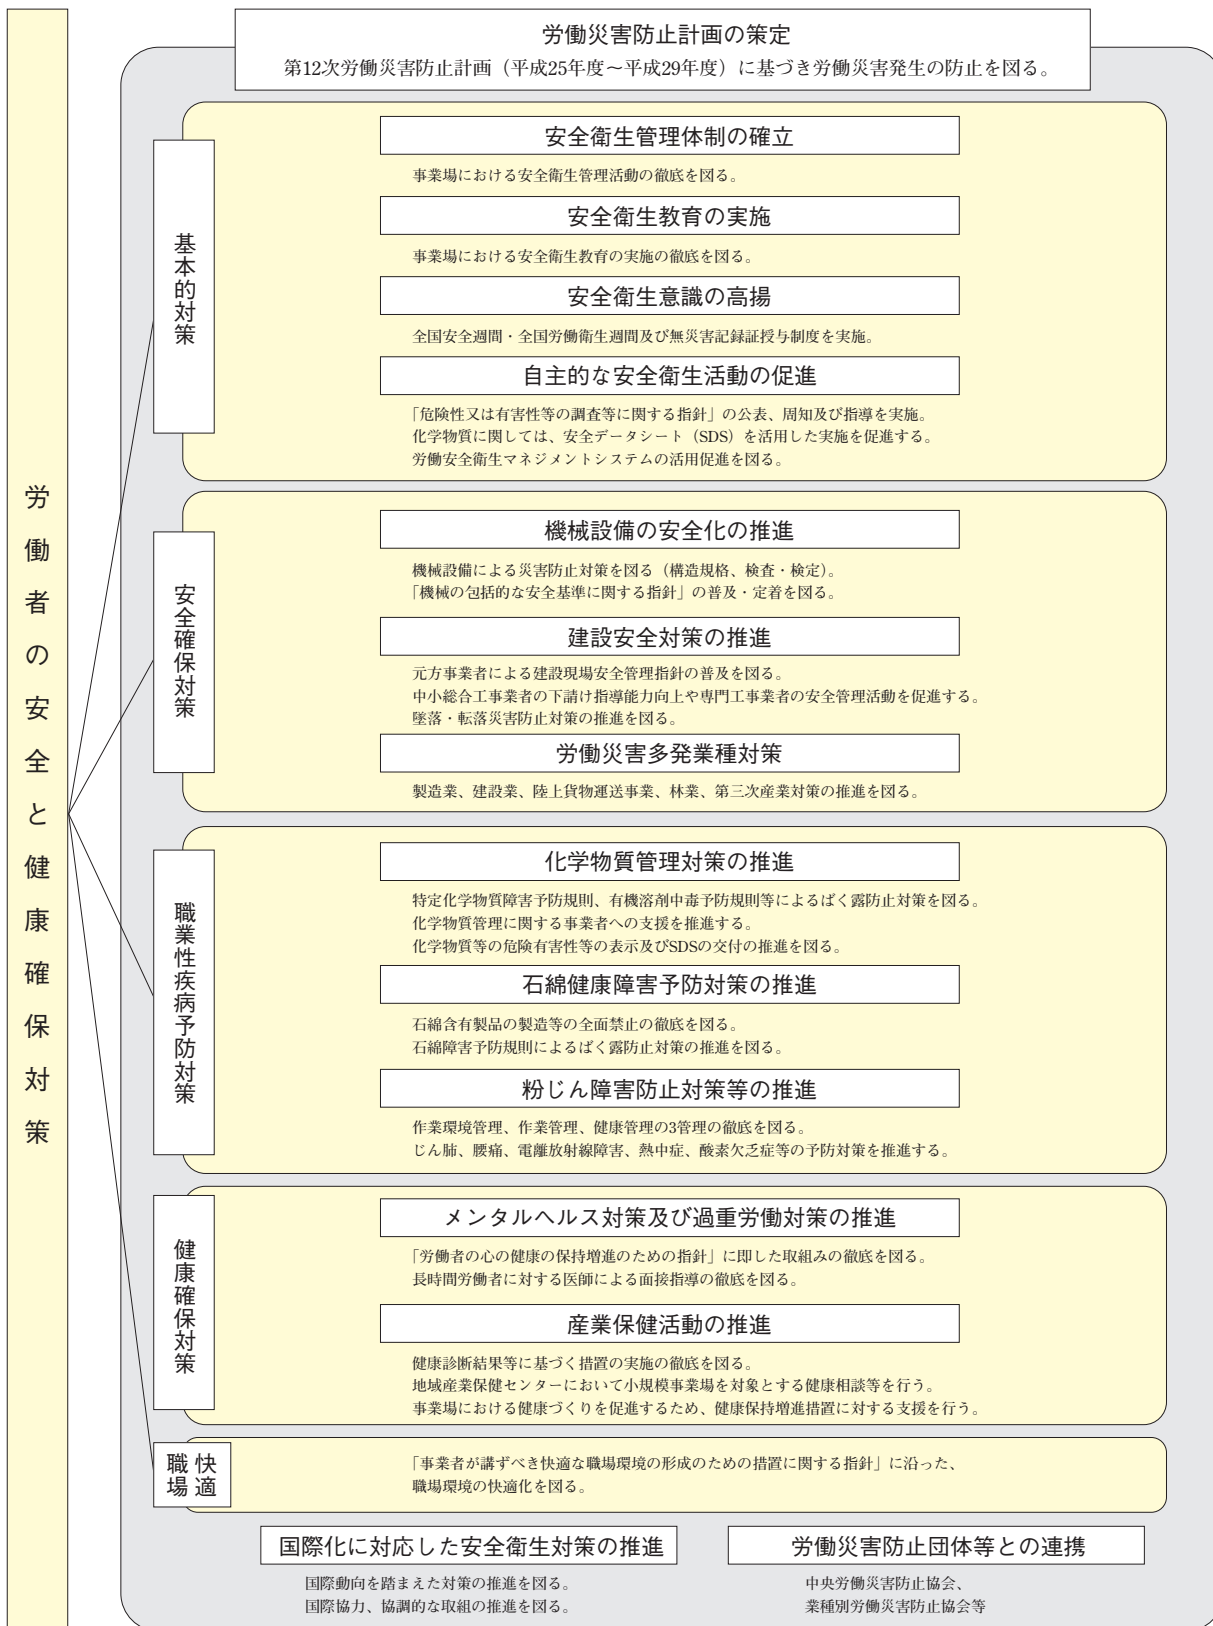 労働者の安全と健康確保対策
労働災害防止計画の策定
第12次労働災害防止計画（平成25年度～平成29年度）に基づき労働災害発生の防止を図る。
基本的対策
安全衛生管理体制の確立
事業場における安全衛生管理活動の徹底を図る。
安全衛生教育の実施
事業場における安全衛生教育の実施の徹底を図る。
安全衛生意識の高揚
全国安全週間・全国労働衛生週間及び無災害記録証授与制度を実施。
自主的な安全衛生活動の促進
「危険性又は有害性等の調査等に関する指針」の公表、周知及び指導を実施。
化学物質に関しては、安全データシート（SDS）を活用した実施を促進する。
労働安全衛生マネジメントシステムの活用促進を図る。
安全確保対策
機械設備の安全化の推進
機械設備による災害防止対策を図る（構造規格、検査・検定）。
「機械の包括的な安全基準に関する指針」の普及・定着を図る。
建設安全対策の推進
元方事業者による建設現場安全管理指針の普及を図る。
中小総合工事業者の下請け指導能力向上や専門工事業者の安全管理活動を促進する。
墜落・転落災害防止対策の推進を図る。
労働災害多発業種対策
製造業、建設業、陸上貨物運送事業、林業、第三次産業対策の推進を図る。
職業性疾病予防対策
化学物質管理対策の推進
特定化学物質障害予防規則、有機溶剤中毒予防規則等によるばく露防止対策を図る。
化学物質管理に関する事業者への支援を推進する。
化学物質等の危険有害性等の表示及びSDSの交付の推進を図る。
石綿健康障害予防対策の推進
石綿含有製品の製造等の全面禁止の徹底を図る。
石綿障害予防規則によるばく露防止対策の推進を図る。
粉じん障害防止対策等の推進
作業環境管理、作業管理、健康管理の3管理の徹底を図る。
じん肺、腰痛、電離放射線障害、熱中症、酸素欠乏症等の予防対策を推進する。
健康確保対策
メンタルヘルス対策及び過重労働対策の推進
「労働者の心の健康の保持増進のための指針」に即した取組みの徹底を図る。
長時間労働者に対する医師による面接指導の徹底を図る。
産業保健活動の推進
健康診断結果等に基づく措置の実施の徹底を図る。
地域産業保健センターにおいて小規模事業場を対象とする健康相談等を行う。
事業場における健康づくりを促進するため、健康保持増進措置に対する支援を行う。
快適
職場
「事業者が講ずべき快適な職場環境の形成のための措置に関する指針」に沿った、
職場環境の快適化を図る。
国際化に対応した安全衛生対策の推進
国際動向を踏まえた対策の推進を図る。
国際協力、協調的な取組の推進を図る。
労働災害防止団体等との連携
中央労働災害防止協会、
業種別労働災害防止協会等